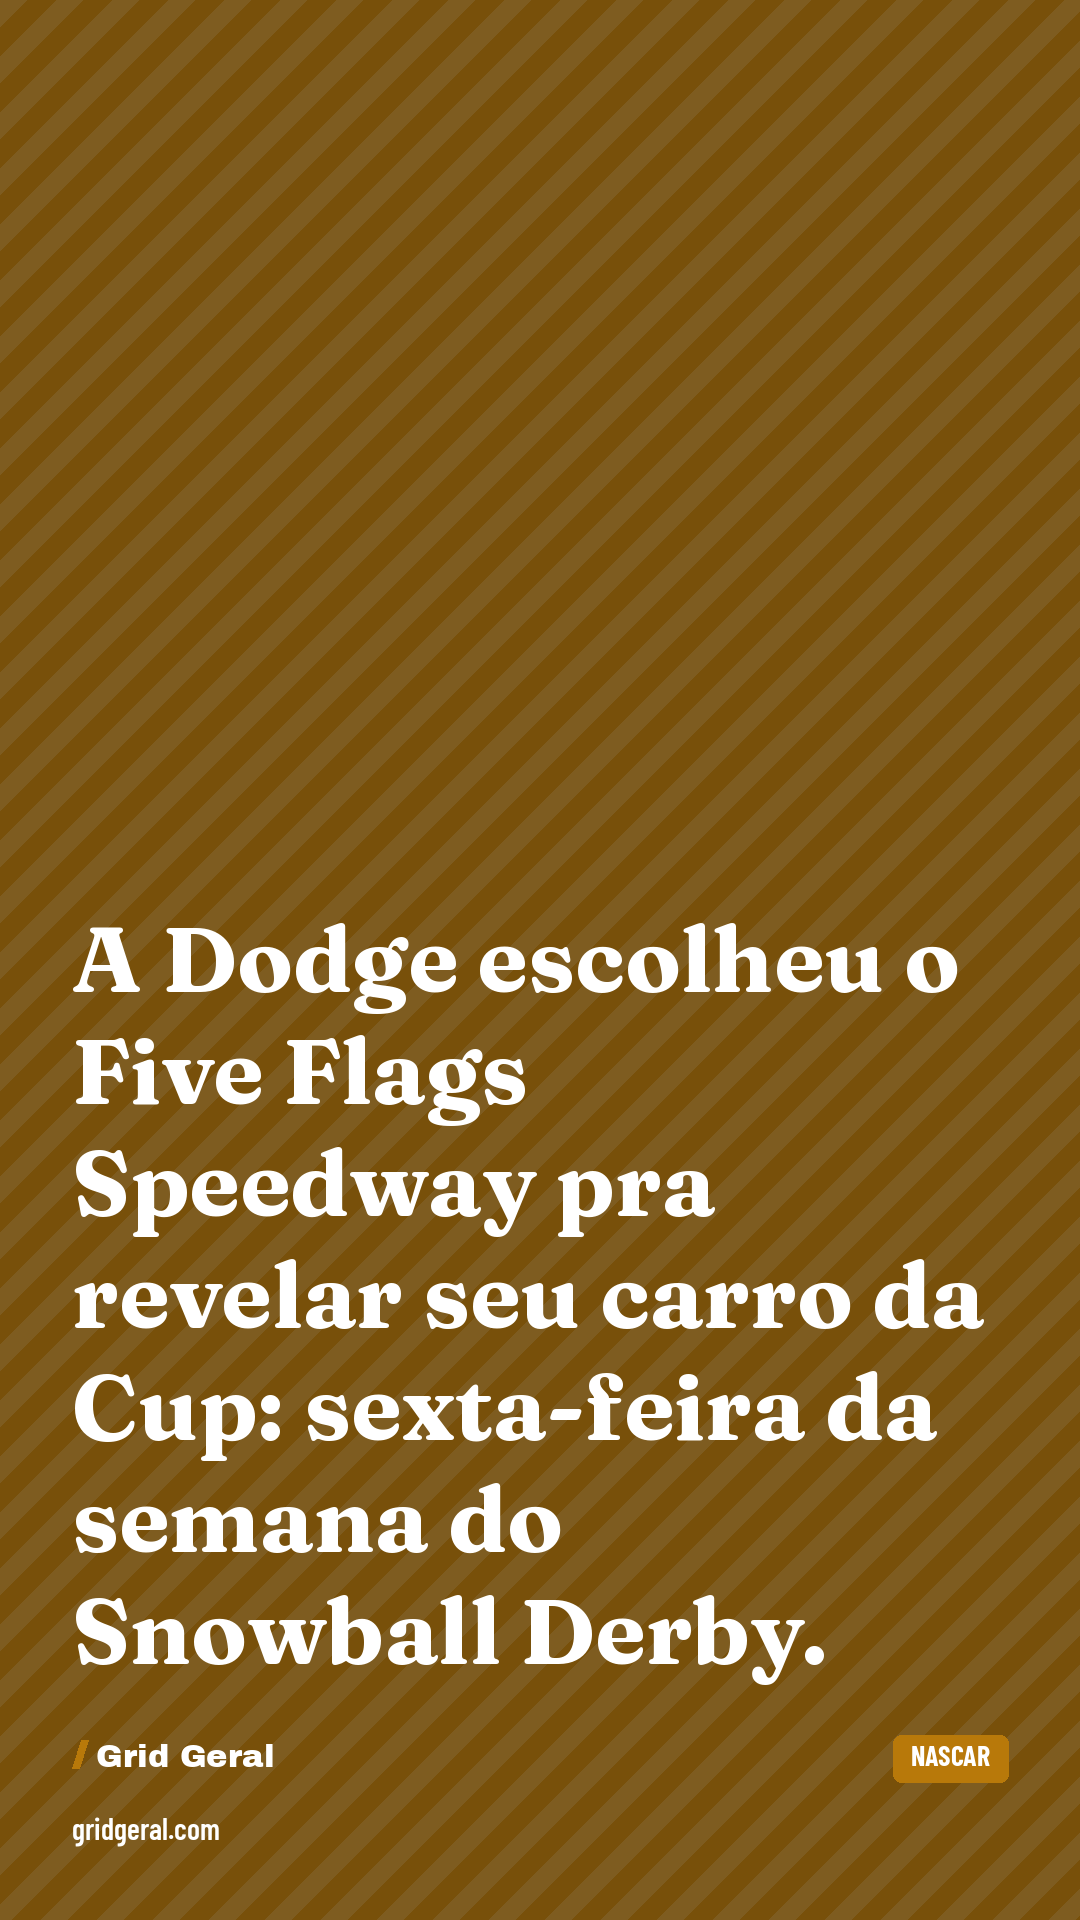 A Dodge escolheu o
Five Flags
Speedway pra
revelar seu carro da
Cup: sexta-feira da
semana do
Snowball Derby.
/ Grid Geral
NASCAR
gridgeral.com